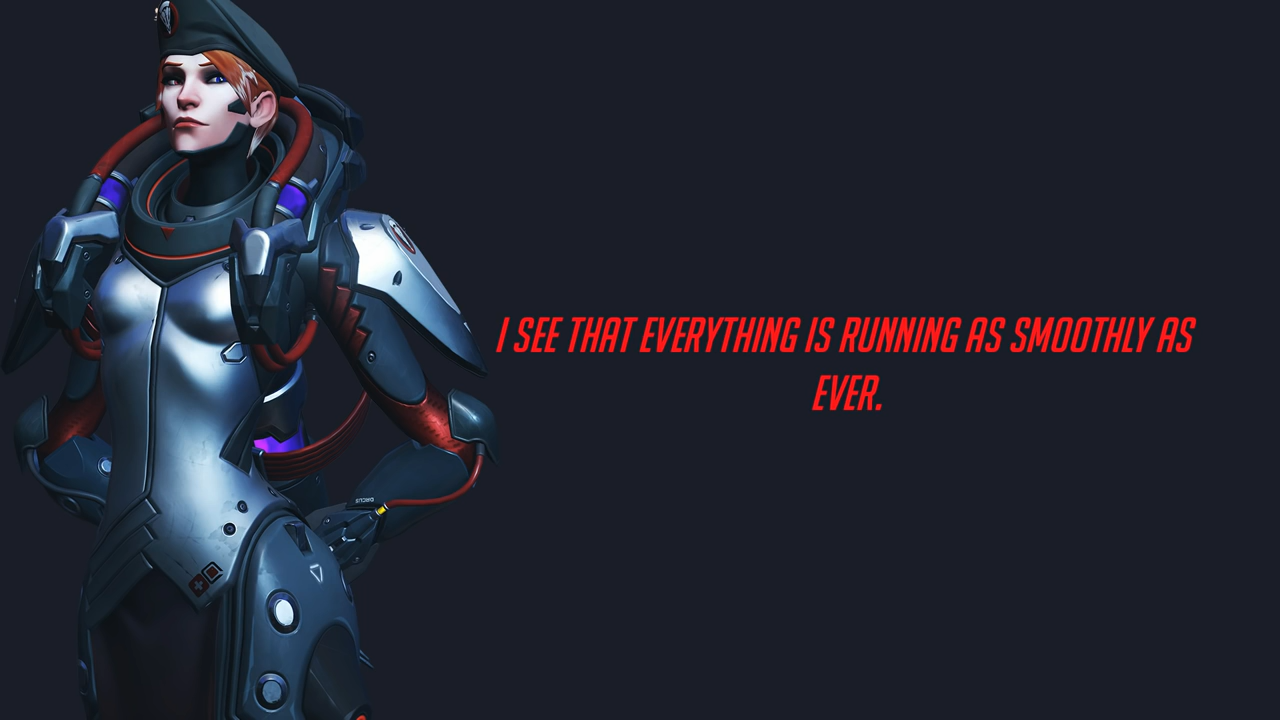 I SEE THAT EVERYTHING IS RUNNING AS SMOOTHLY AS
EVER.